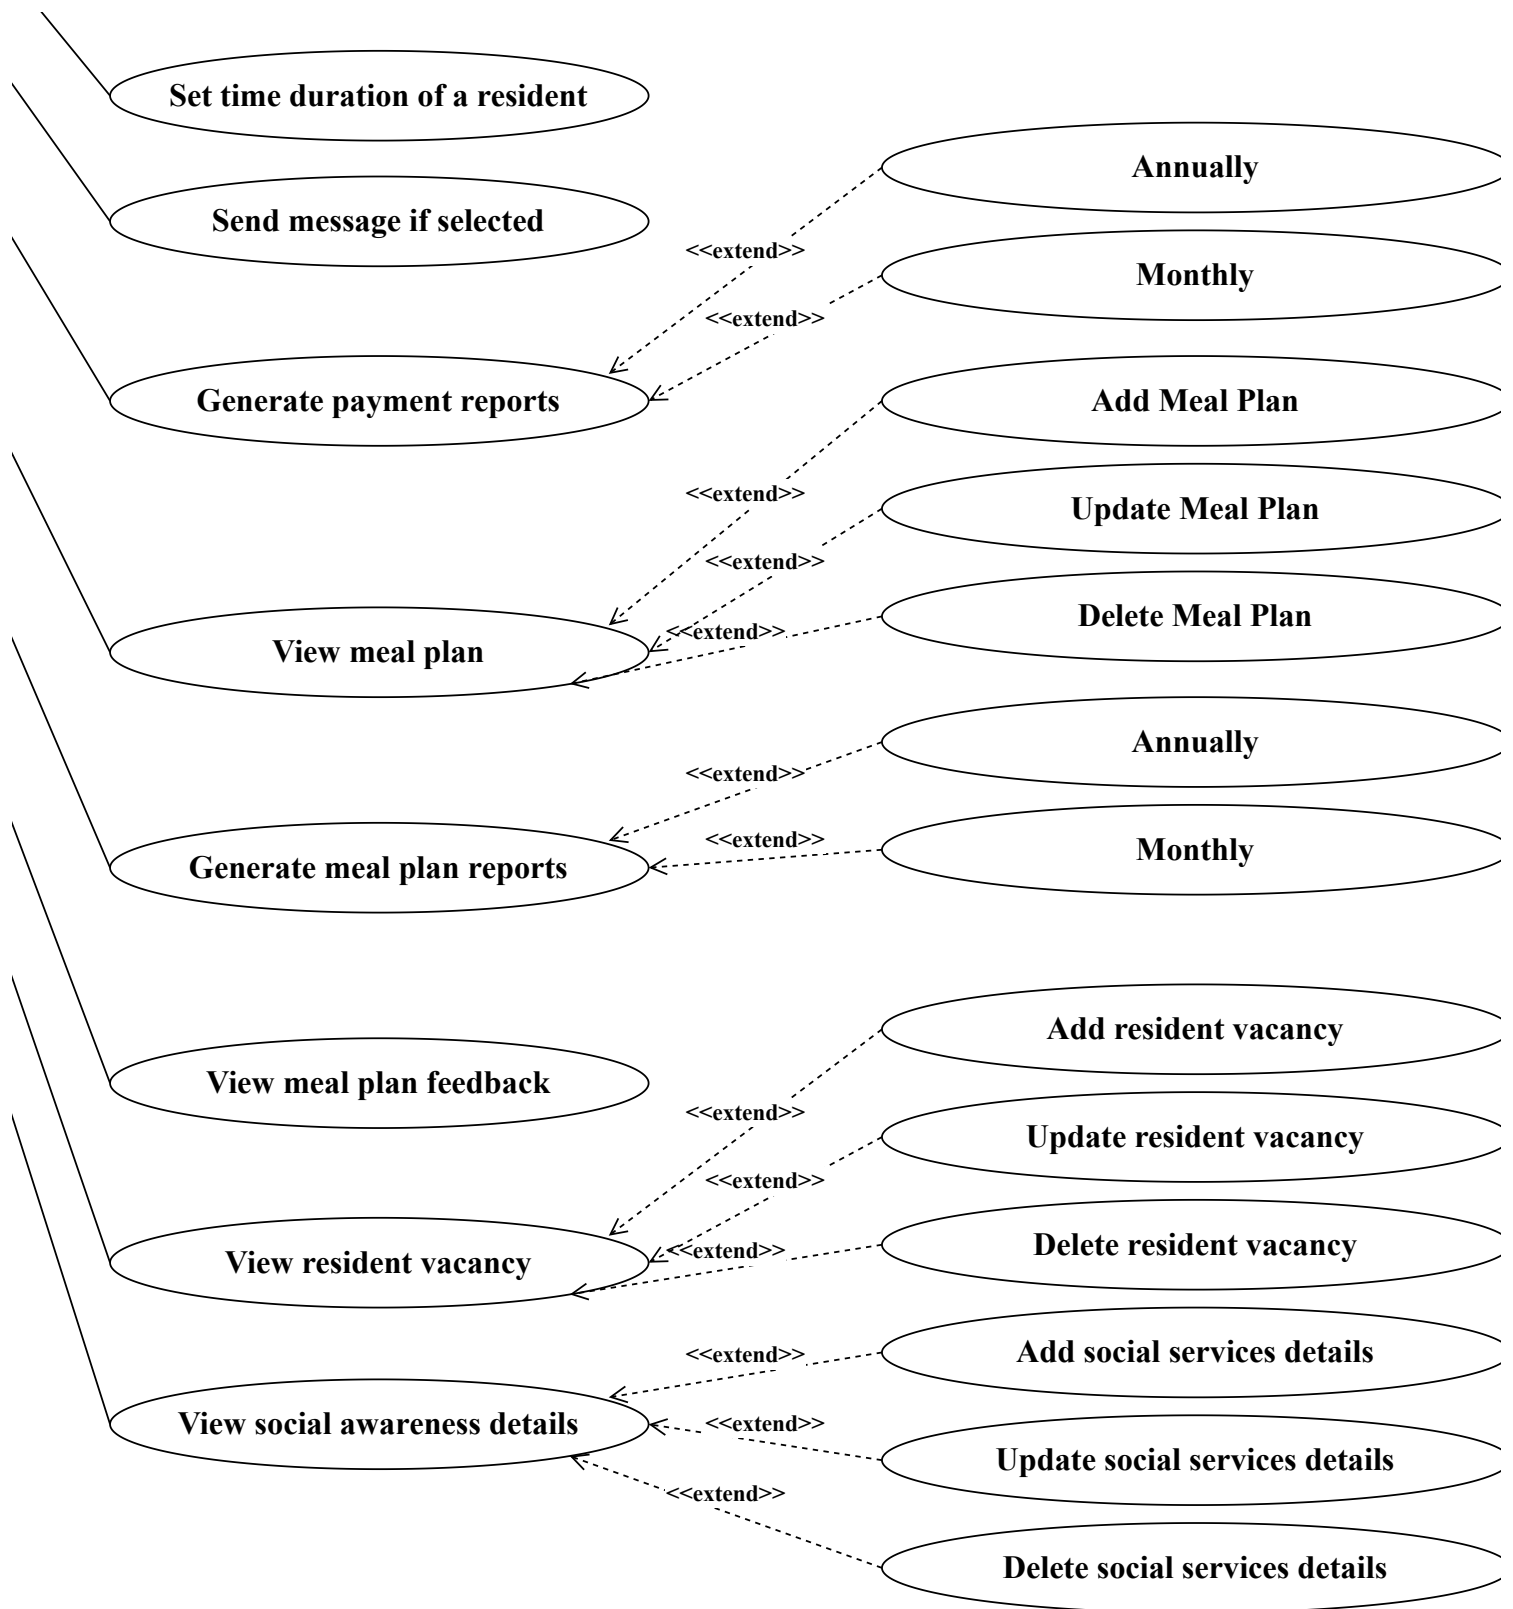 Set time duration of a resident
Annually
Send message if selected
<<extend>>
Monthly
<<extend>>
Generate payment reports
Add Meal Plan
<<extend>>
Update Meal Plan
<<extend>>
Delete Meal Plan
<<extend>>
View meal plan
Annually
<<extend>>
<<extend>>
Monthly
Generate meal plan reports
Add resident vacancy
View meal plan feedback
<<extend>>
Update resident vacancy
<<extend>>
Delete resident vacancy
<<extend>>
View resident vacancy
Add social services details
<<extend>>
View social awareness details
<<extend>>
Update social services details
<<extend>>
Delete social services details